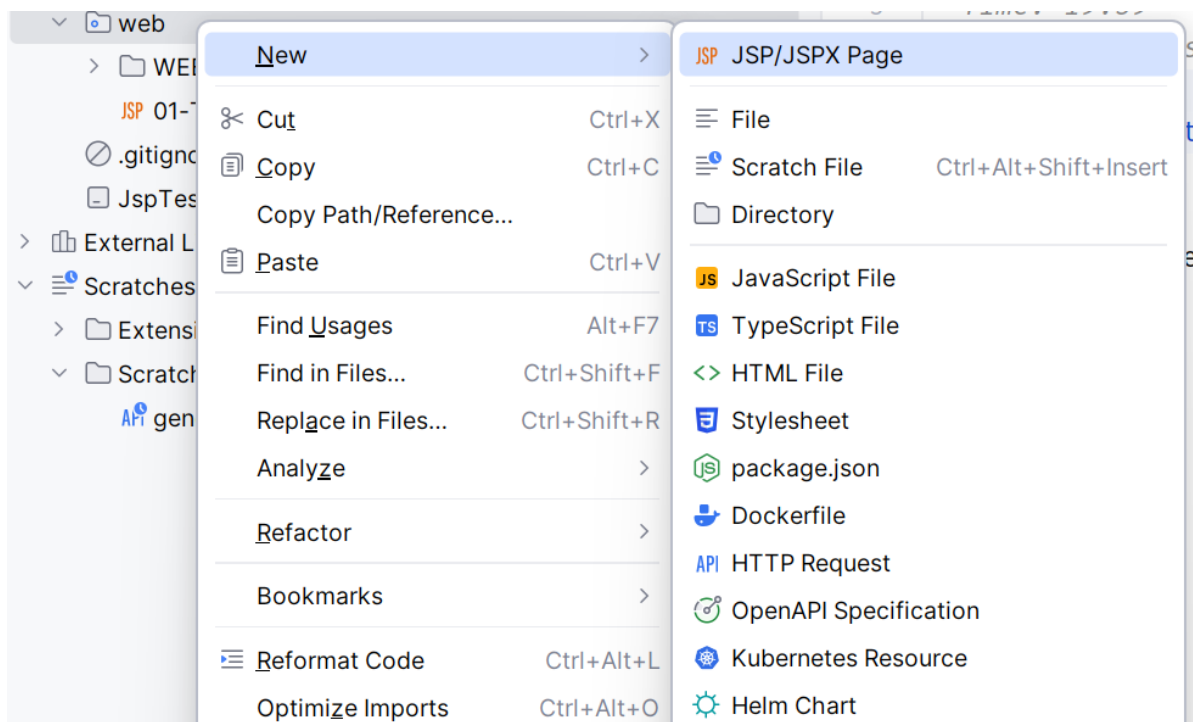 web
WE
01-
.gitigno
JspTes
External L
Scratches
Extensi
Scratch
gen
New
Cut Ctrl+X
Copy Ctrl+C
Copy Path/Reference...
Paste Ctrl+V
Find Usages Alt+F7
Find in Files... Ctrl+Shift+F
Replace in Files... Ctrl+Shift+R
Analyze
Refactor
Bookmarks
Reformat Code Ctrl+Alt+L
Optimize Imports Ctrl+Alt+O
JSP JSP/JSPX Page
File
Scratch File Ctrl+Alt+Shift+Insert
Directory
JS JavaScript File
TS TypeScript File
HTML File
Stylesheet
JS package.json
Dockerfile
API HTTP Request
OpenAPI Specification
Kubernetes Resource
Helm Chart